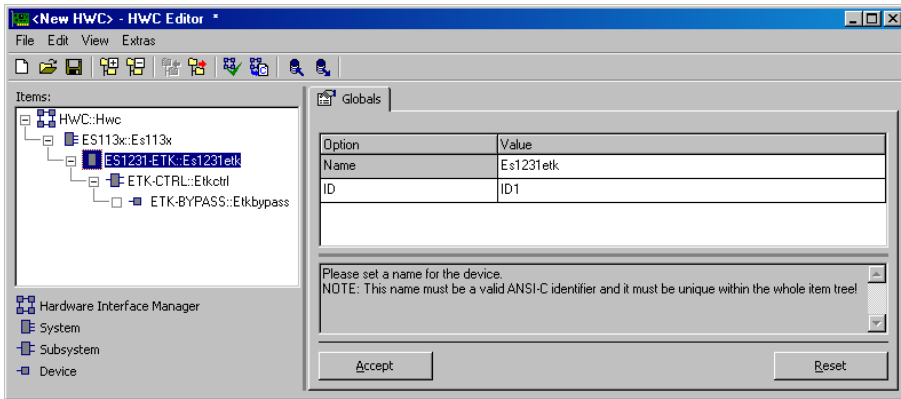 <New HWC> - HWC Editor *
File Edit View Extras
Items:
HWC::Hwc
ES113x::Es113x
ES1231-ETK::Es1231etk
ETK-CTRL::Etkctrl
ETK-BYPASS::Etkbypass
Hardware Interface Manager
System
Subsystem
Device
Globals
Option Value
Name Es1231etk
ID ID1
Please set a name for the device.
NOTE: This name must be a valid ANSI-C identifier and it must be unique within the whole item tree!
Accept Reset